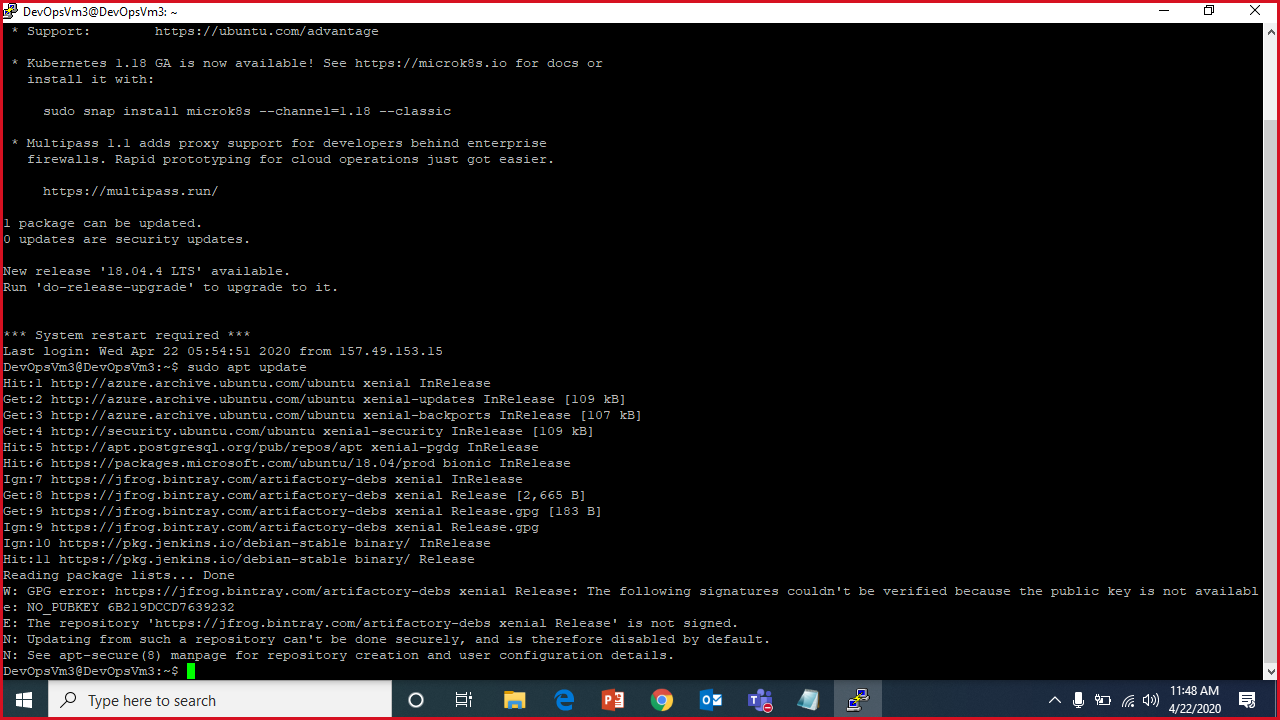 DevOpsVm3@DevOpsVm3: ~
* Support:        https://ubuntu.com/advantage
* Kubernetes 1.18 GA is now available! See https://microk8s.io for docs or
install it with:
sudo snap install microk8s --channel=1.18 --classic
* Multipass 1.1 adds proxy support for developers behind enterprise
firewalls. Rapid prototyping for cloud operations just got easier.
https://multipass.run/
1 package can be updated.
0 updates are security updates.
New release '18.04.4 LTS' available.
Run 'do-release-upgrade' to upgrade to it.
*** System restart required ***
Last login: Wed Apr 22 05:54:51 2020 from 157.49.153.15
DevOpsVm3@DevOpsVm3:~$ sudo apt update
Hit:1 http://azure.archive.ubuntu.com/ubuntu xenial InRelease
Get:2 http://azure.archive.ubuntu.com/ubuntu xenial-updates InRelease [109 kB]
Get:3 http://azure.archive.ubuntu.com/ubuntu xenial-backports InRelease [107 kB]
Get:4 http://security.ubuntu.com/ubuntu xenial-security InRelease [109 kB]
Hit:5 http://apt.postgresql.org/pub/repos/apt xenial-pgdg InRelease
Hit:6 https://packages.microsoft.com/ubuntu/18.04/prod bionic InRelease
Ign:7 https://jfrog.bintray.com/artifactory-debs xenial InRelease
Get:8 https://jfrog.bintray.com/artifactory-debs xenial Release [2,665 B]
Get:9 https://jfrog.bintray.com/artifactory-debs xenial Release.gpg [183 B]
Ign:9 https://jfrog.bintray.com/artifactory-debs xenial Release.gpg
Ign:10 https://pkg.jenkins.io/debian-stable binary/ InRelease
Hit:11 https://pkg.jenkins.io/debian-stable binary/ Release
Reading package lists... Done
W: GPG error: https://jfrog.bintray.com/artifactory-debs xenial Release: The following signatures couldn't be verified because the public key is not availabl
e: NO_PUBKEY 6B219DCCD7639232
E: The repository 'https://jfrog.bintray.com/artifactory-debs xenial Release' is not signed.
N: Updating from such a repository can't be done securely, and is therefore disabled by default.
N: See apt-secure(8) manpage for repository creation and user configuration details.
DevOpsVm3@DevOpsVm3:~$
Type here to search
11:48 AM
4/22/2020